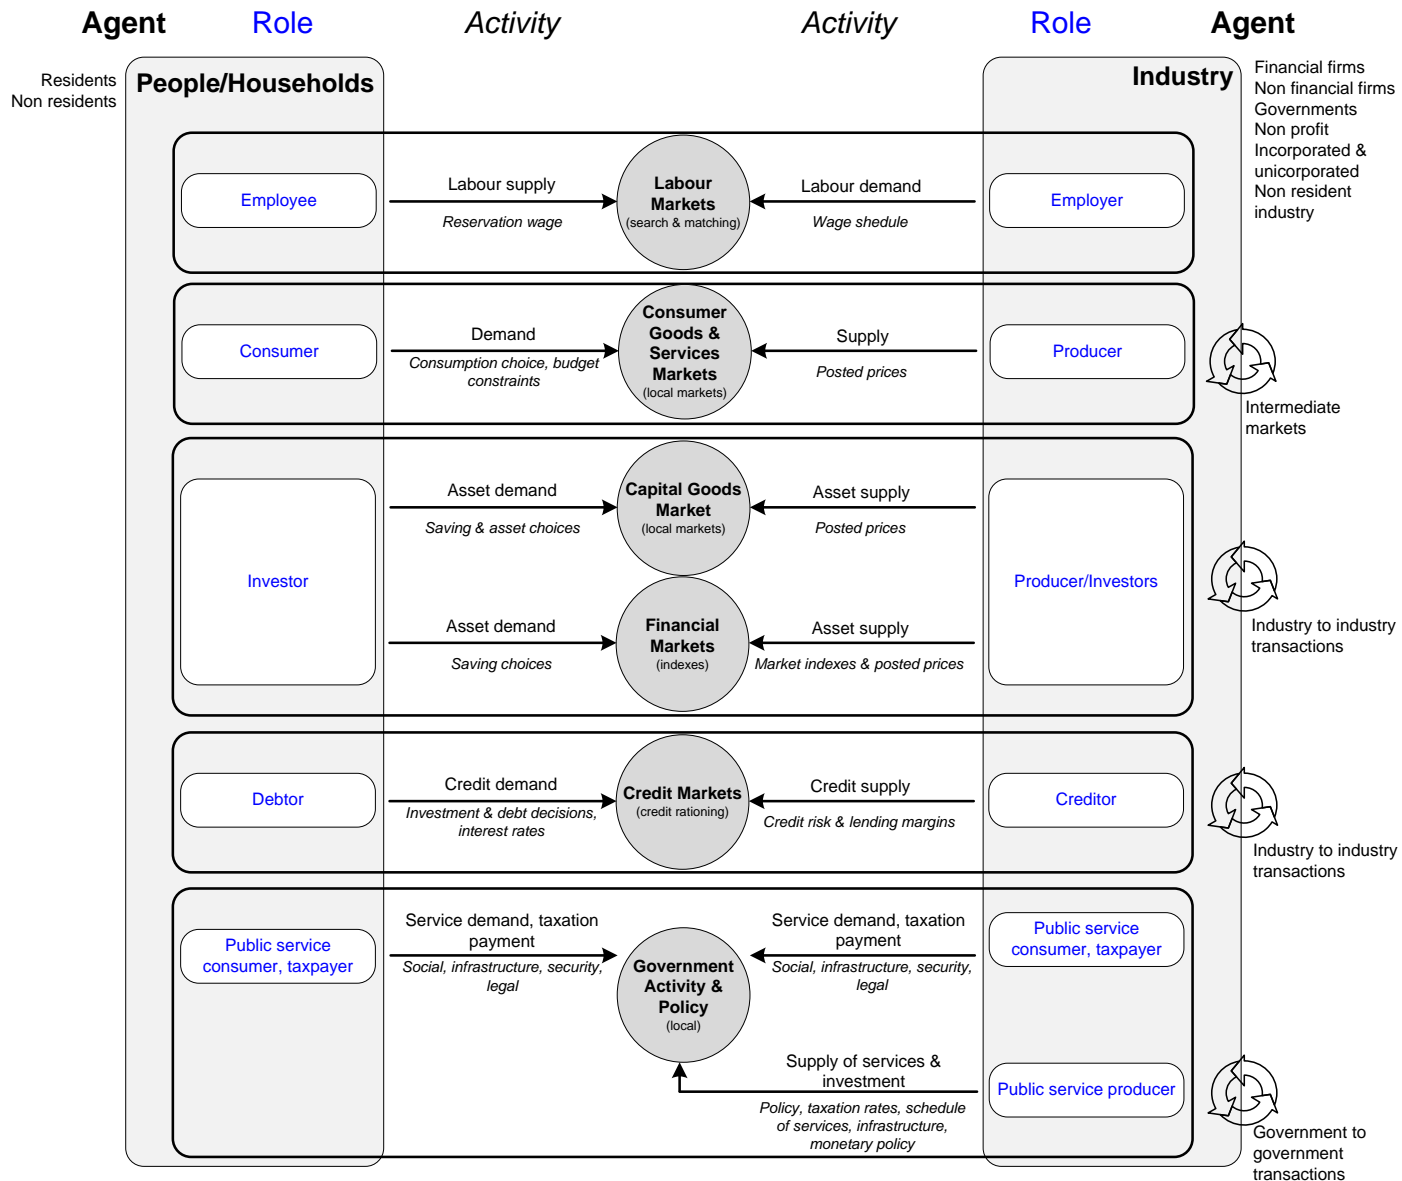 Agent Role Activity Activity Role Agent
Residents
Non residents
People/Households
Industry
Financial firms
Non financial firms
Governments
Non profit
Incorporated &
unicorporated
Non resident
industry
Employee
Labour supply
Reservation wage
Labour
Markets
(search & matching)
Labour demand
Wage shedule
Employer
Consumer
Demand
Consumption choice, budget
constraints
Consumer
Goods &
Services
Markets
(local markets)
Supply
Posted prices
Producer
Intermediate
markets
Investor
Asset demand
Saving & asset choices
Capital Goods
Market
(local markets)
Asset supply
Posted prices
Producer/Investors
Asset demand
Saving choices
Financial
Markets
(indexes)
Asset supply
Market indexes & posted prices
Industry to industry
transactions
Debtor
Credit demand
Investment & debt decisions,
interest rates
Credit Markets
(credit rationing)
Credit supply
Credit risk & lending margins
Creditor
Industry to industry
transactions
Public service
consumer, taxpayer
Service demand, taxation
payment
Social, infrastructure, security,
legal
Government
Activity &
Policy
(local)
Service demand, taxation
payment
Social, infrastructure, security,
legal
Public service
consumer, taxpayer
Supply of services &
investment
Policy, taxation rates, schedule
of services, infrastructure,
monetary policy
Public service producer
Government to
government
transactions